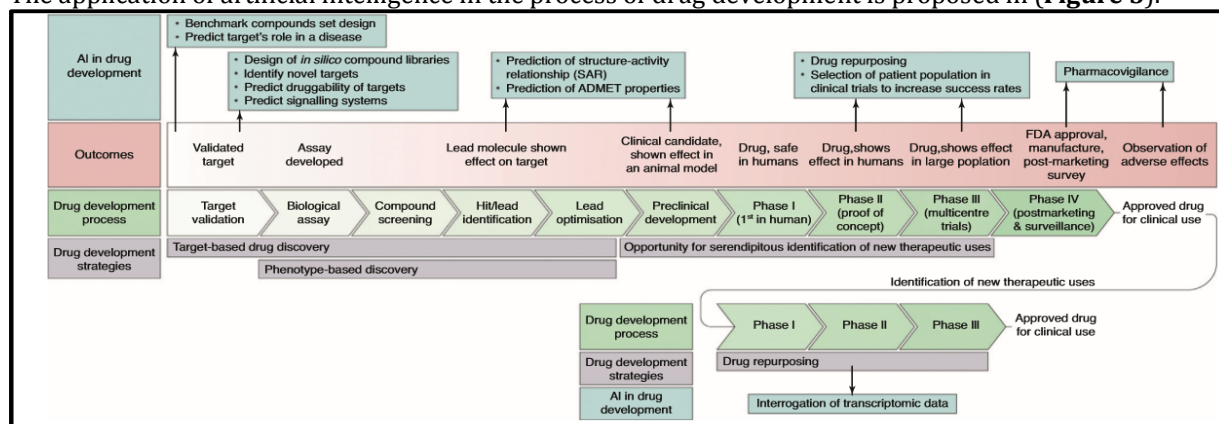 The application of artificial intelligence in the process of drug development is proposed in (Figure 3).
• Benchmark compounds set design
• Predict target's role in a disease
AI in drug
development
• Design of in silico compound libraries
• Identify novel targets
• Predict druggability of targets
• Predict signalling systems
• Prediction of structure-activity
relationship (SAR)
• Prediction of ADMET properties
• Drug repurposing
• Selection of patient population in
clinical trials to increase success rates
Pharmacovigilance
Outcomes
Validated
target
Assay
developed
Lead molecule shown
effect on target
Clinical candidate,
shown effect in
an animal model
Drug, safe
in humans
Drug,shows
effect in humans
Drug,shows effect
in large poplation
FDA approval,
manufacture,
post-marketing
survey
Observation of
adverse effects
Drug development
process
Target
validation
Biological
assay
Compound
screening
Hit/lead
identification
Lead
optimisation
Preclinical
development
Phase I
(1st in human)
Phase II
(proof of
concept)
Phase III
(multicentre
trials)
Phase IV
(postmarketing
& surveillance)
Approved drug
for clinical use
Drug development
strategies
Target-based drug discovery
Opportunity for serendipitous identification of new therapeutic uses
Phenotype-based discovery
Identification of new therapeutic uses
Drug development
process
Phase I
Phase II
Phase III
Approved drug
for clinical use
Drug development
strategies
Drug repurposing
AI in drug
development
Interrogation of transcriptomic data